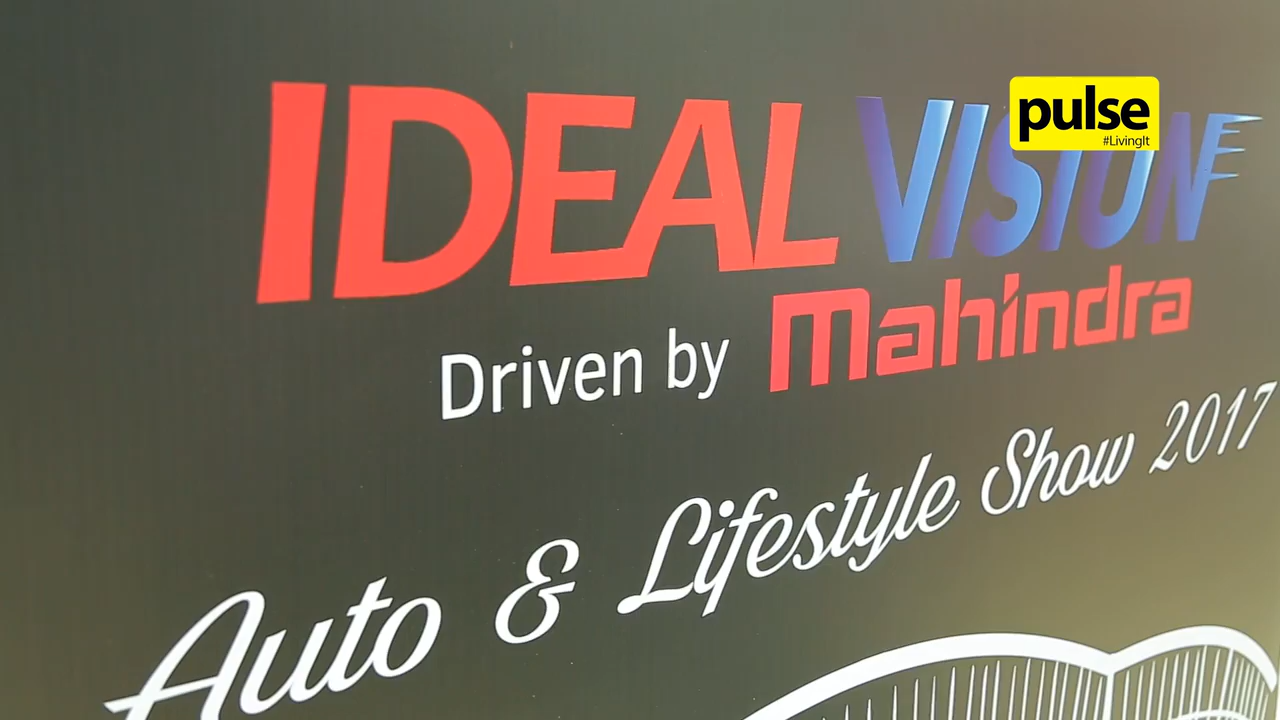 IDEAL VISION
pulse
#LivingIt
Driven by Mahindra
Auto & Lifestyle Show 2017